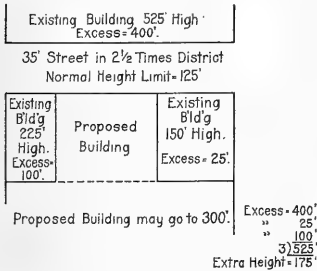 Existing Building 525' High
Excess=400'.
35' Street in 2½ Times District
Normal Height Limit=125'
Existing
B'ld'g
225'
High.
Excess=
100'.
Proposed
Building
Existing
B'ld'g
150' High.
Excess=25'.
Proposed Building may go to 300'.
Excess=400'
" 25'
" 100'
3)525'
Extra Height=175'